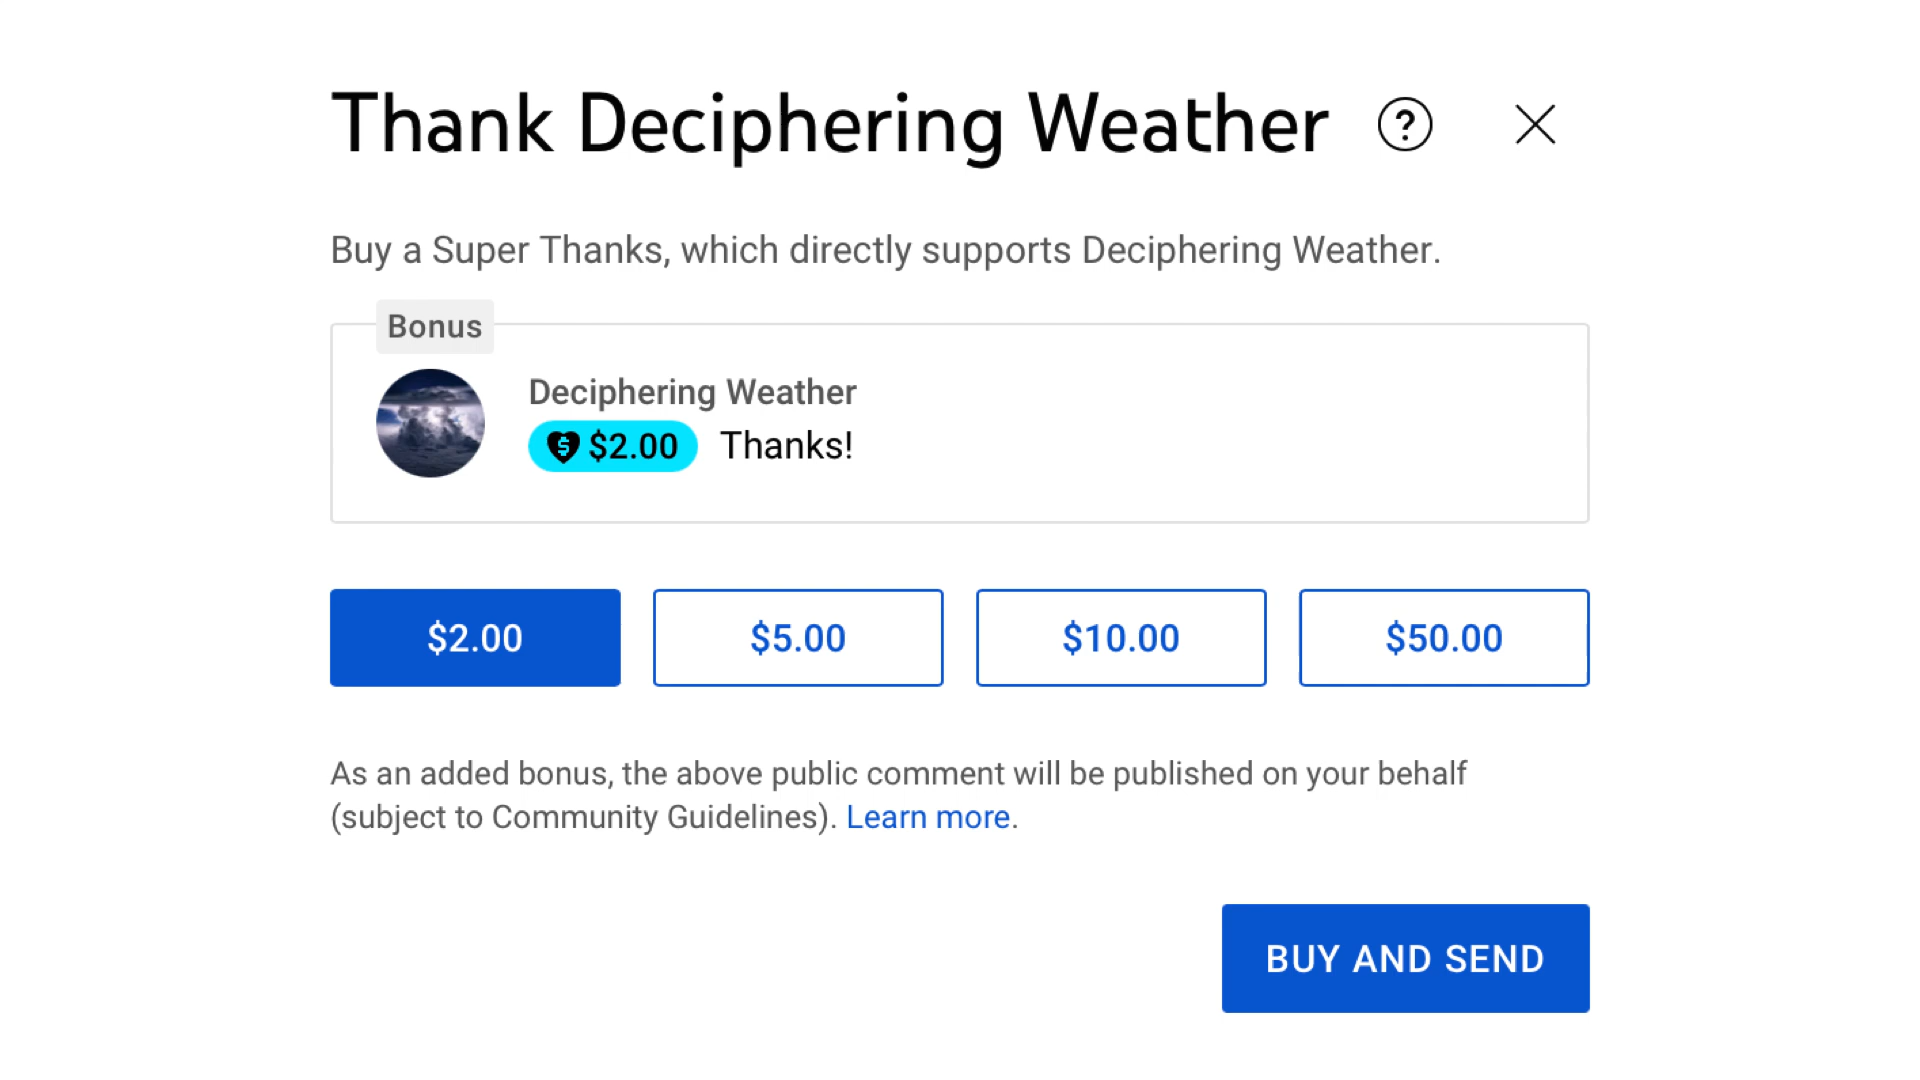 Thank Deciphering Weather ?
Buy a Super Thanks, which directly supports Deciphering Weather.
Bonus
Deciphering Weather
$ $2.00 Thanks!
$2.00 $5.00 $10.00 $50.00
As an added bonus, the above public comment will be published on your behalf
(subject to Community Guidelines). Learn more.
BUY AND SEND